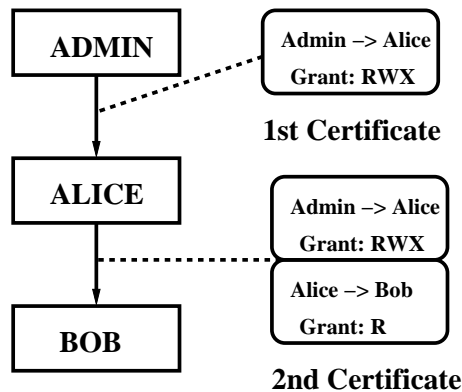 ADMIN
Admin –> Alice
Grant: RWX
1st Certificate
ALICE
Admin –> Alice
Grant: RWX
Alice –> Bob
Grant: R
BOB
2nd Certificate